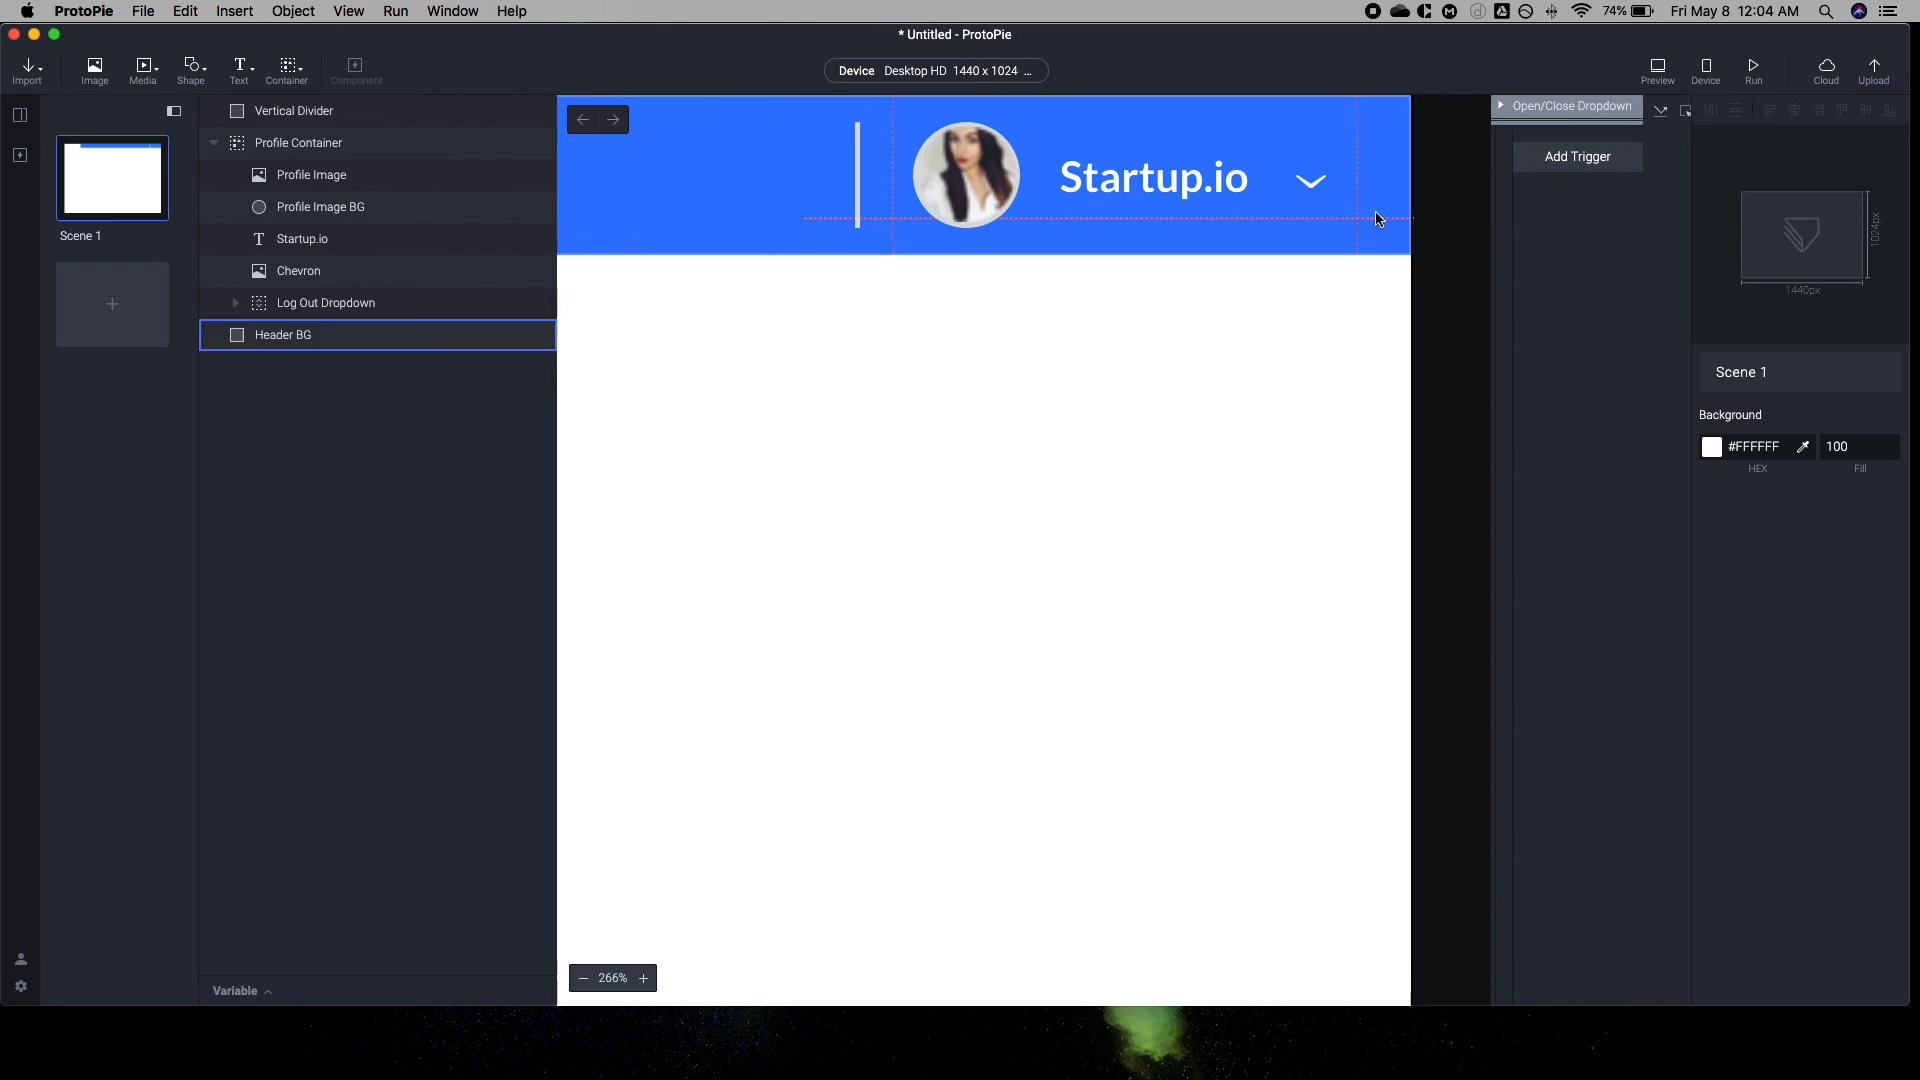 ProtoPie File Edit Insert Object View Run Window Help
74% Fri May 8 12:04 AM
* Untitled - ProtoPie
Import Image Media Shape Text Container Component
Device Desktop HD 1440 x 1024 ...
Preview Device Run Cloud Upload
Vertical Divider
Profile Container
Profile Image
Profile Image BG
Startup.io
Chevron
Log Out Dropdown
Header BG
Scene 1
Variable
Startup.io
266%
Open/Close Dropdown
Add Trigger
1024px
1440px
Scene 1
Background
#FFFFFF 100
HEX Fill